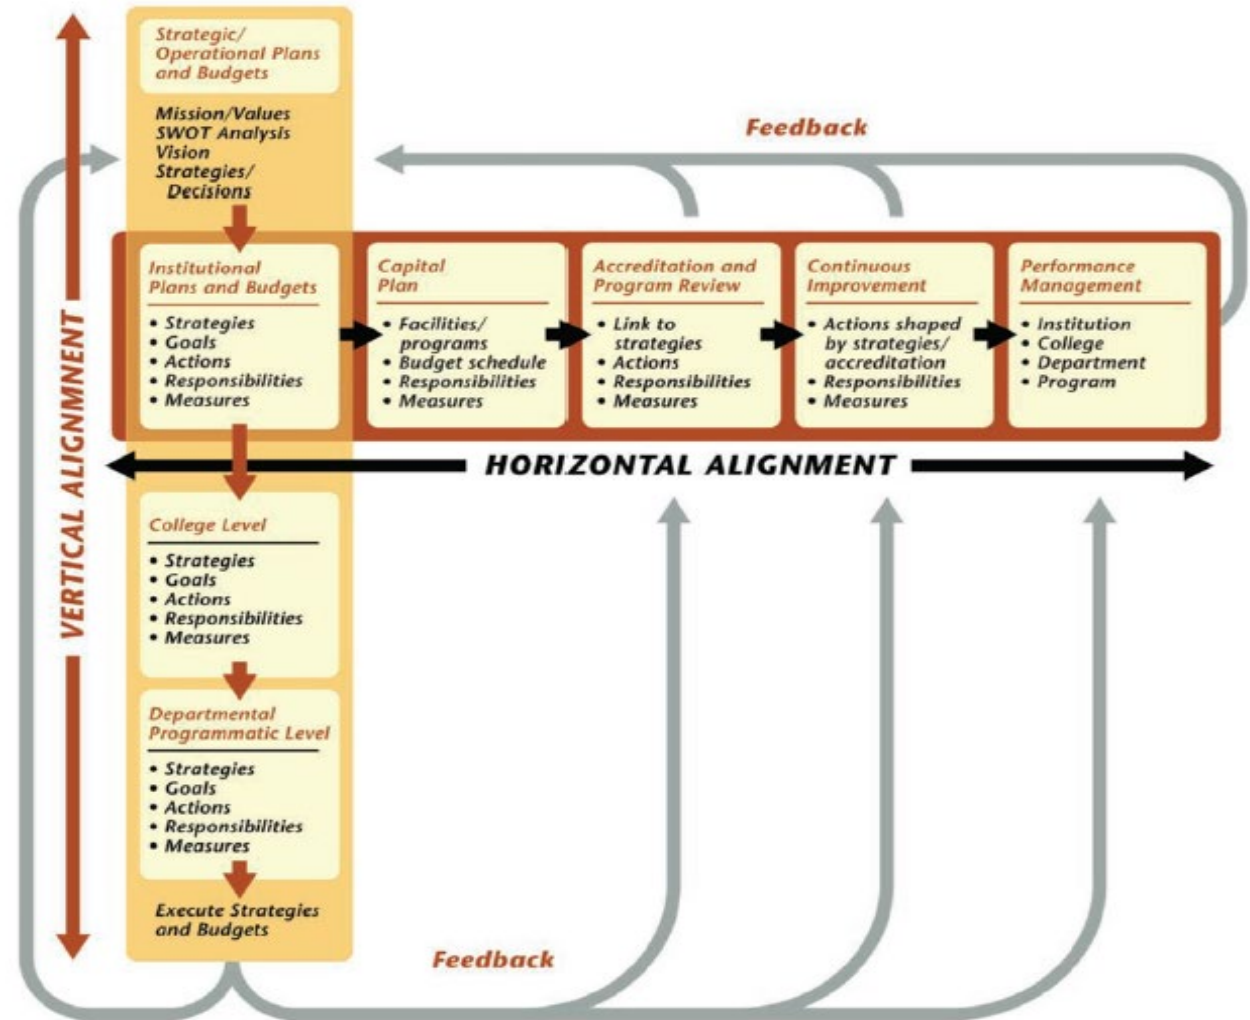 Strategic/
Operational Plans
and Budgets
Mission/Values
SWOT Analysis
Vision
Strategies/
Decisions
Feedback
Institutional
Plans and Budgets
• Strategies
• Goals
• Actions
• Responsibilities
• Measures
Capital
Plan
• Facilities/
programs
• Budget schedule
• Responsibilities
• Measures
Accreditation and
Program Review
• Link to
strategies
• Actions
• Responsibilities
• Measures
Continuous
Improvement
• Actions shaped
by strategies/
accreditation
• Responsibilities
• Measures
Performance
Management
• Institution
• College
• Department
• Program
VERTICAL ALIGNMNENT
HORIZONTAL ALIGNMENT
College Level
• Strategies
• Goals
• Actions
• Responsibilities
• Measures
Departmental
Programmatic Level
• Strategies
• Goals
• Actions
• Responsibilities
• Measures
Execute Strategies
and Budgets
Feedback